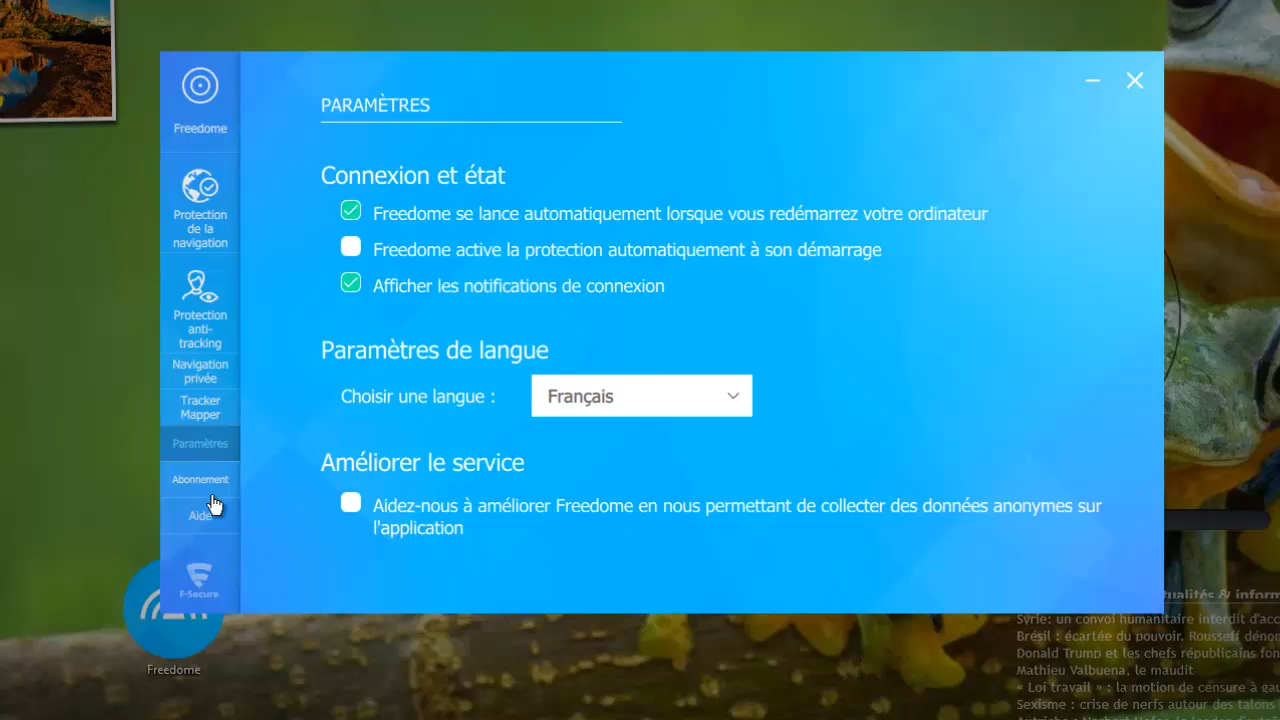 Freedome
Protection
de la
navigation
Protection
anti-
tracking
Navigation
privée
Tracker
Mapper
Paramètres
Abonnement
Aide
F-Secure
PARAMÈTRES
Connexion et état
Freedome se lance automatiquement lorsque vous redémarrez votre ordinateur
Freedome active la protection automatiquement à son démarrage
Afficher les notifications de connexion
Paramètres de langue
Choisir une langue :
Français
Améliorer le service
Aidez-nous à améliorer Freedome en nous permettant de collecter des données anonymes sur
l'application
Freedome
tualités & inform
Syrie: un convoi humanitaire interdit d'acc
Brésil : écartée du pouvoir, Rousseff dénon
Donald Trump et les chefs républicains fon
Mathieu Valbuena, le maudit
« Loi travail » : la motion de censure à gau
Sexisme : crise de nerfs autour des talons